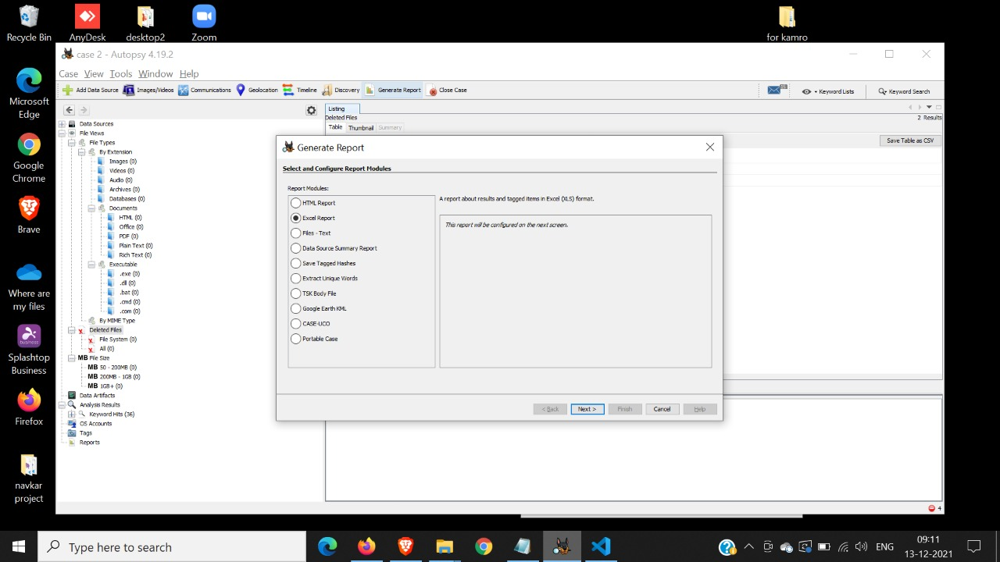 Recycle Bin
AnyDesk
desktop2
Zoom
for kamro
Microsoft
Edge
Google
Chrome
Brave
Where are
my files
Splashtop
Business
Firefox
navkar
project
case 2 - Autopsy 4.19.2
Case View Tools Window Help
Add Data Source Images/Videos Communications Geolocation Timeline Discovery Generate Report Close Case Keyword Lists Keyword Search
Data Sources
File Views
File Types
By Extension
Images (0)
Videos (0)
Audio (0)
Archives (0)
Databases (0)
Documents
HTML (0)
Office (0)
PDF (0)
Plain Text (0)
Rich Text (0)
Executable
.exe (0)
.dll (0)
.bat (0)
.cmd (0)
.com (0)
By MIME Type
Deleted Files
File System (0)
All (0)
MB File Size
MB 50 - 200MB (0)
MB 200MB - 1GB (0)
MB 1GB+ (0)
Data Artifacts
Analysis Results
Keyword Hits (36)
OS Accounts
Tags
Reports
Listing
Deleted Files 2 Results
Table Thumbnail Summary
Save Table as CSV
Generate Report
Select and Configure Report Modules
Report Modules:
HTML Report
Excel Report
Files - Text
Data Source Summary Report
Save Tagged Hashes
Extract Unique Words
TSK Body File
Google Earth KML
CASE-UCO
Portable Case
A report about results and tagged items in Excel (XLS) format.
This report will be configured on the next screen.
< Back Next > Finish Cancel Help
4
Type here to search
business
ENG
09:11
13-12-2021